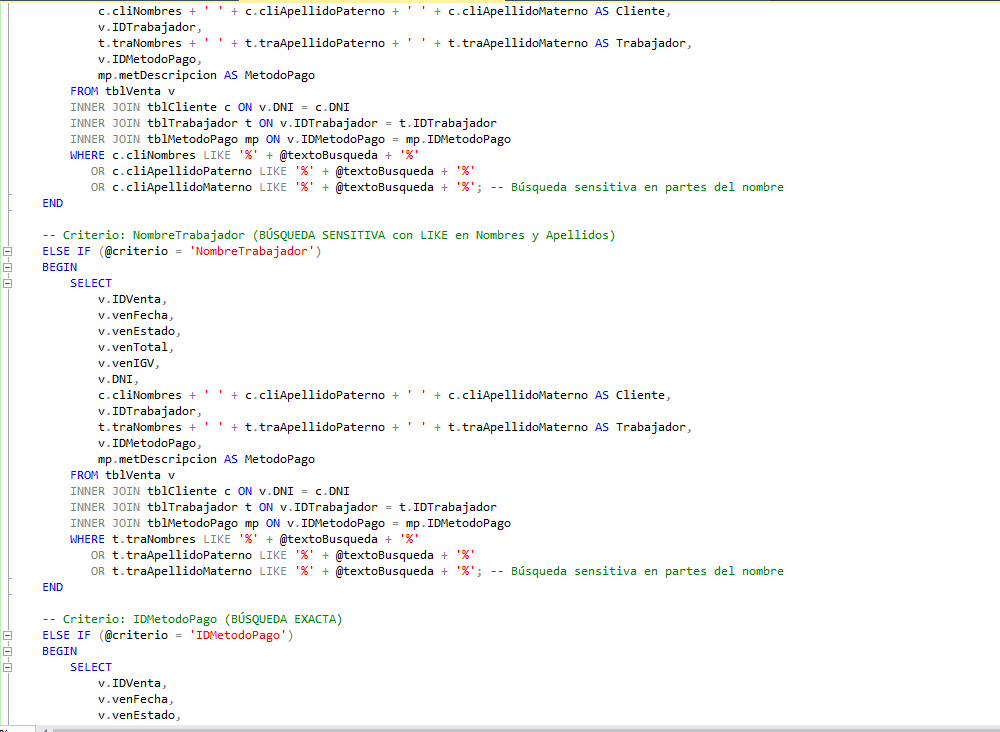 c.cliNombres + ' ' + c.cliApellidoPaterno + ' ' + c.cliApellidoMaterno AS Cliente,
v.IDTrabajador,
t.traNombres + ' ' + t.traApellidoPaterno + ' ' + t.traApellidoMaterno AS Trabajador,
v.IDMetodoPago,
mp.metDescripcion AS MetodoPago
FROM tblVenta v
INNER JOIN tblCliente c ON v.DNI = c.DNI
INNER JOIN tblTrabajador t ON v.IDTrabajador = t.IDTrabajador
INNER JOIN tblMetodoPago mp ON v.IDMetodoPago = mp.IDMetodoPago
WHERE c.cliNombres LIKE '%' + @textoBusqueda + '%'
OR c.cliApellidoPaterno LIKE '%' + @textoBusqueda + '%'
OR c.cliApellidoMaterno LIKE '%' + @textoBusqueda + '%'; -- Búsqueda sensitiva en partes del nombre
END
-- Criterio: NombreTrabajador (BÚSQUEDA SENSITIVA con LIKE en Nombres y Apellidos)
ELSE IF (@criterio = 'NombreTrabajador')
BEGIN
SELECT
v.IDVenta,
v.venFecha,
v.venEstado,
v.venTotal,
v.venIGV,
v.DNI,
c.cliNombres + ' ' + c.cliApellidoPaterno + ' ' + c.cliApellidoMaterno AS Cliente,
v.IDTrabajador,
t.traNombres + ' ' + t.traApellidoPaterno + ' ' + t.traApellidoMaterno AS Trabajador,
v.IDMetodoPago,
mp.metDescripcion AS MetodoPago
FROM tblVenta v
INNER JOIN tblCliente c ON v.DNI = c.DNI
INNER JOIN tblTrabajador t ON v.IDTrabajador = t.IDTrabajador
INNER JOIN tblMetodoPago mp ON v.IDMetodoPago = mp.IDMetodoPago
WHERE t.traNombres LIKE '%' + @textoBusqueda + '%'
OR t.traApellidoPaterno LIKE '%' + @textoBusqueda + '%'
OR t.traApellidoMaterno LIKE '%' + @textoBusqueda + '%'; -- Búsqueda sensitiva en partes del nombre
END
-- Criterio: IDMetodoPago (BÚSQUEDA EXACTA)
ELSE IF (@criterio = 'IDMetodoPago')
BEGIN
SELECT
v.IDVenta,
v.venFecha,
v.venEstado,